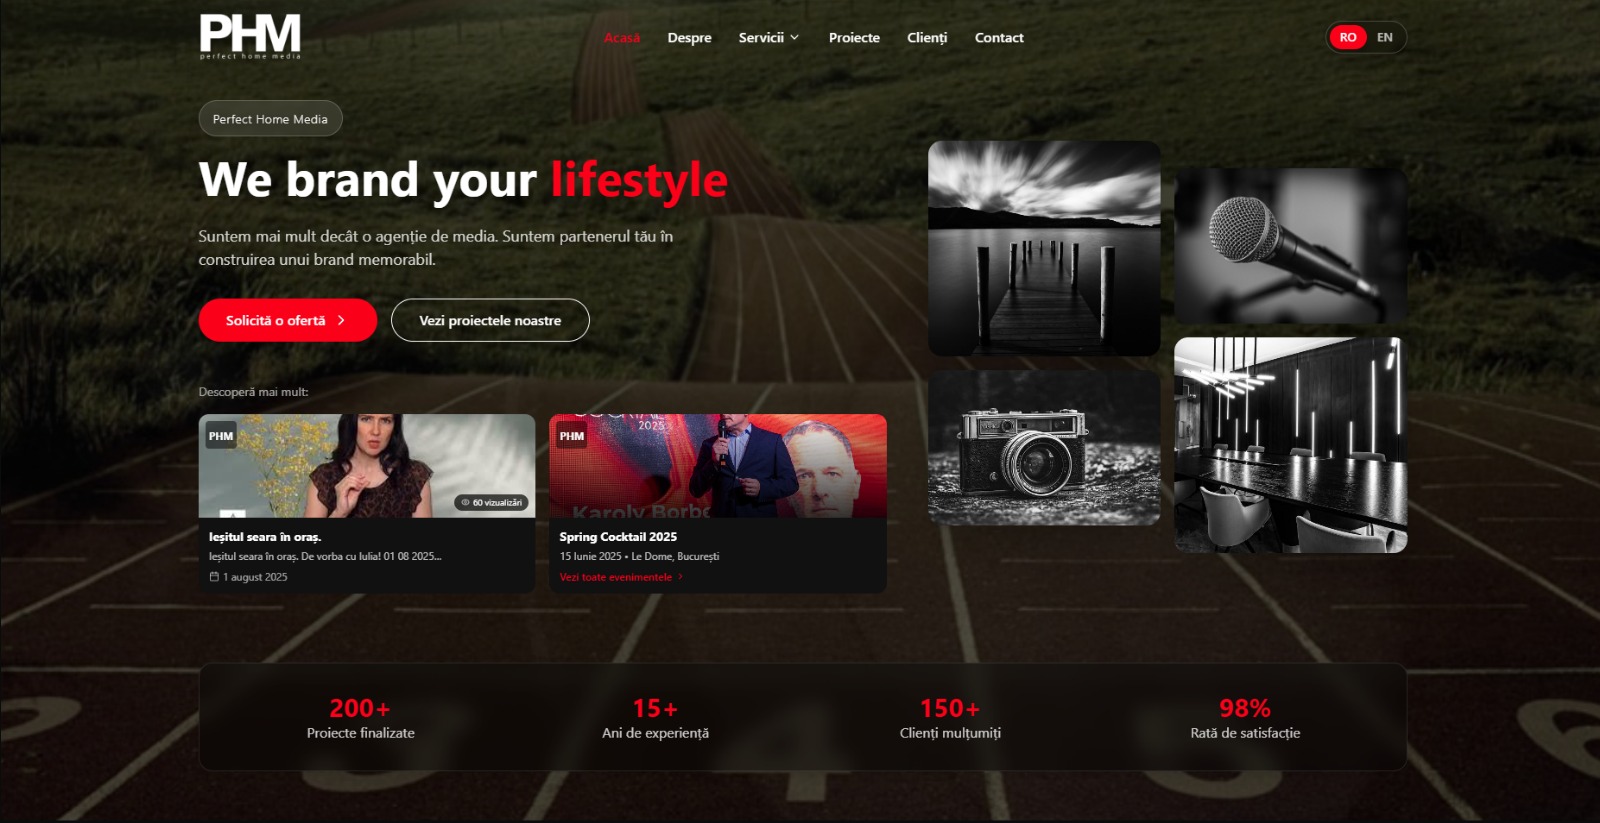 PHM
perfect home media
Acasă
Despre
Servicii
Proiecte
Clienți
Contact
RO
EN
Perfect Home Media
We brand your lifestyle
Suntem mai mult decât o agenție de media. Suntem partenerul tău în
construirea unui brand memorabil.
Solicită o ofertă
Vezi proiectele noastre
Descoperă mai mult:
PHM
60 vizualizări
Ieșitul seara în oraș.
Ieșitul seara în oraș. De vorba cu Iulia! 01 08 2025...
1 august 2025
2025
PHM
Karoly Borbe
Spring Cocktail 2025
15 Iunie 2025 • Le Dome, București
Vezi toate evenimentele
200+
Proiecte finalizate
15+
Ani de experiență
150+
Clienți mulțumiți
98%
Rată de satisfacție
3 4 5 6